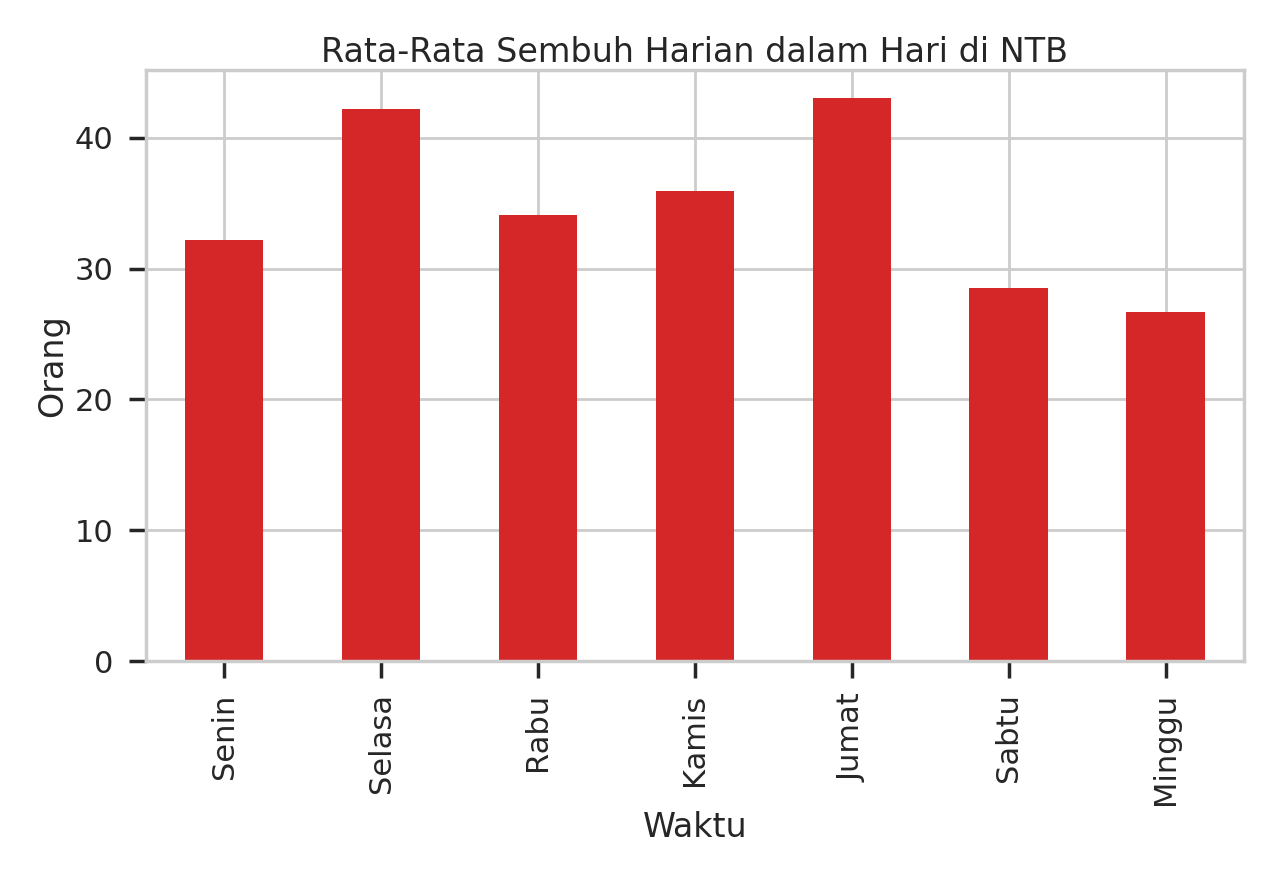 Rata-Rata Sembuh Harian dalam Hari di NTB
Orang
40
30
20
10
0
Senin
Selasa
Rabu
Kamis
Jumat
Sabtu
Minggu
Waktu